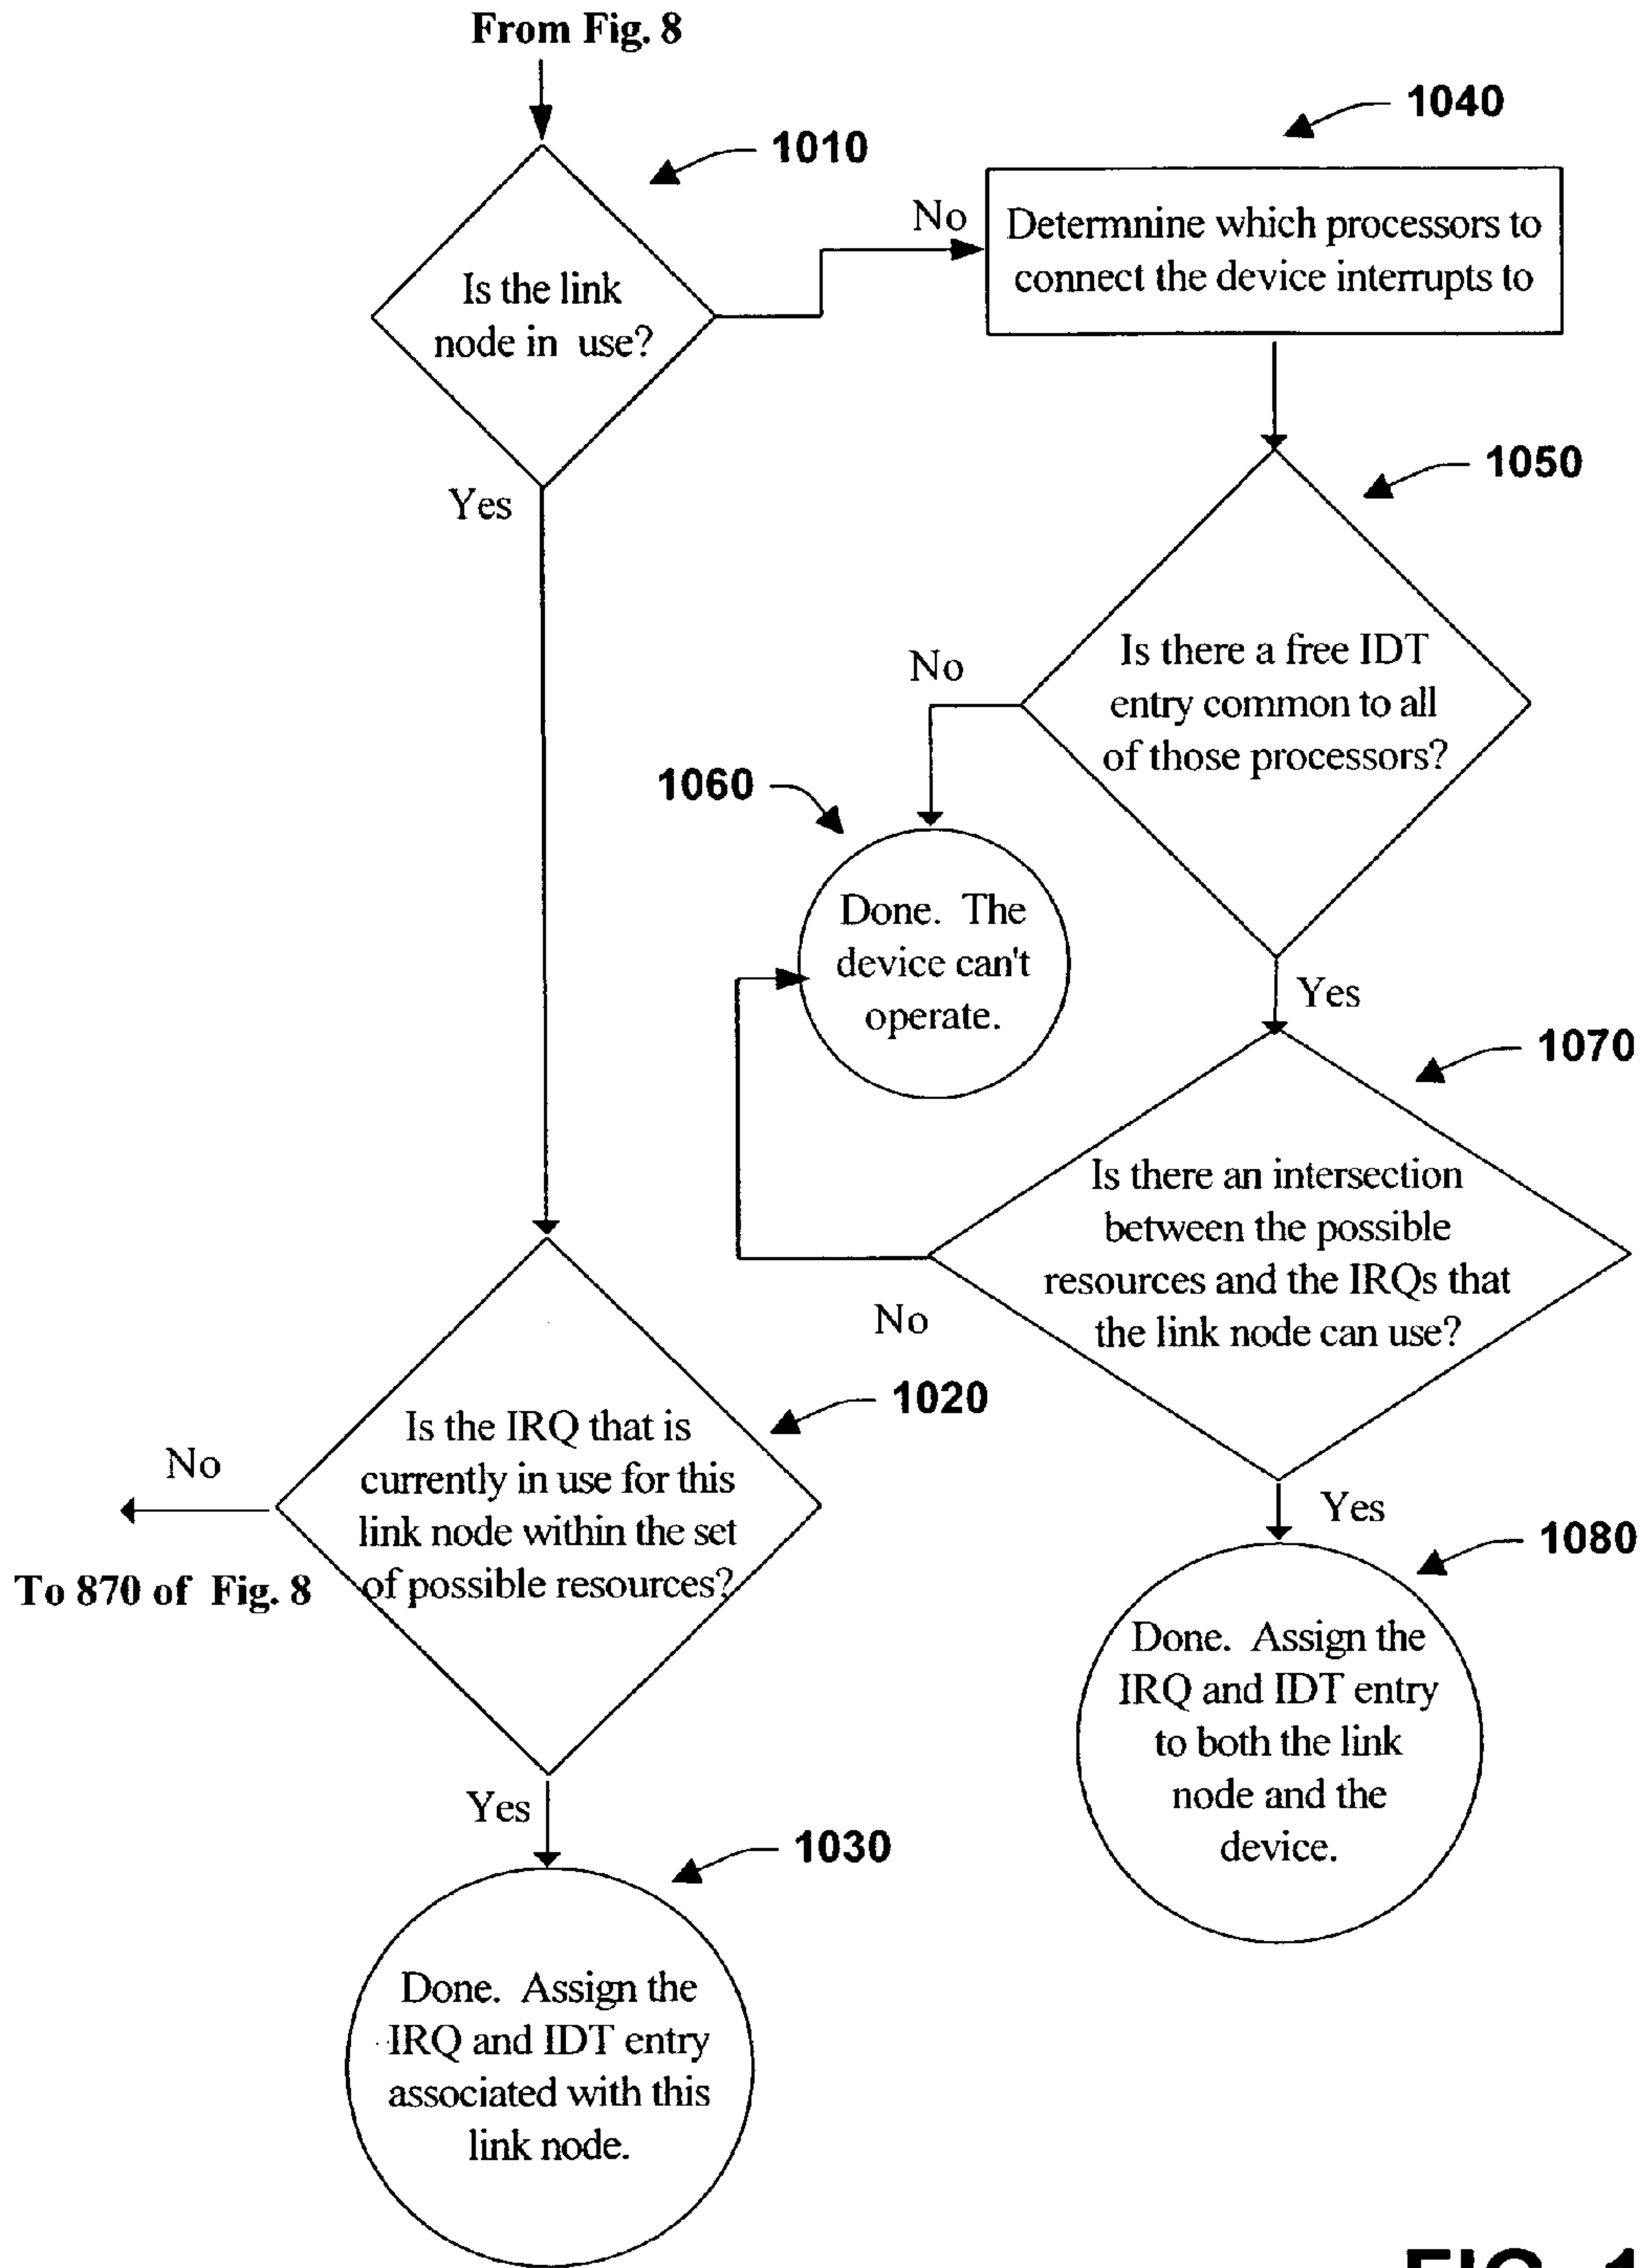 From Fig. 8
1010
Is the link
node in use?
No
Yes
1040
Determnine which processors to
connect the device interrupts to
1050
Is there a free IDT
entry common to all
of those processors?
No
Yes
1060
Done. The
device can't
operate.
1070
Is there an intersection
between the possible
resources and the IRQs that
the link node can use?
No
Yes
1020
Is the IRQ that is
currently in use for this
link node within the set
of possible resources?
No
To 870 of Fig. 8
Yes
1030
Done. Assign the
IRQ and IDT entry
associated with this
link node.
1080
Done. Assign the
IRQ and IDT entry
to both the link
node and the
device.
FIG.